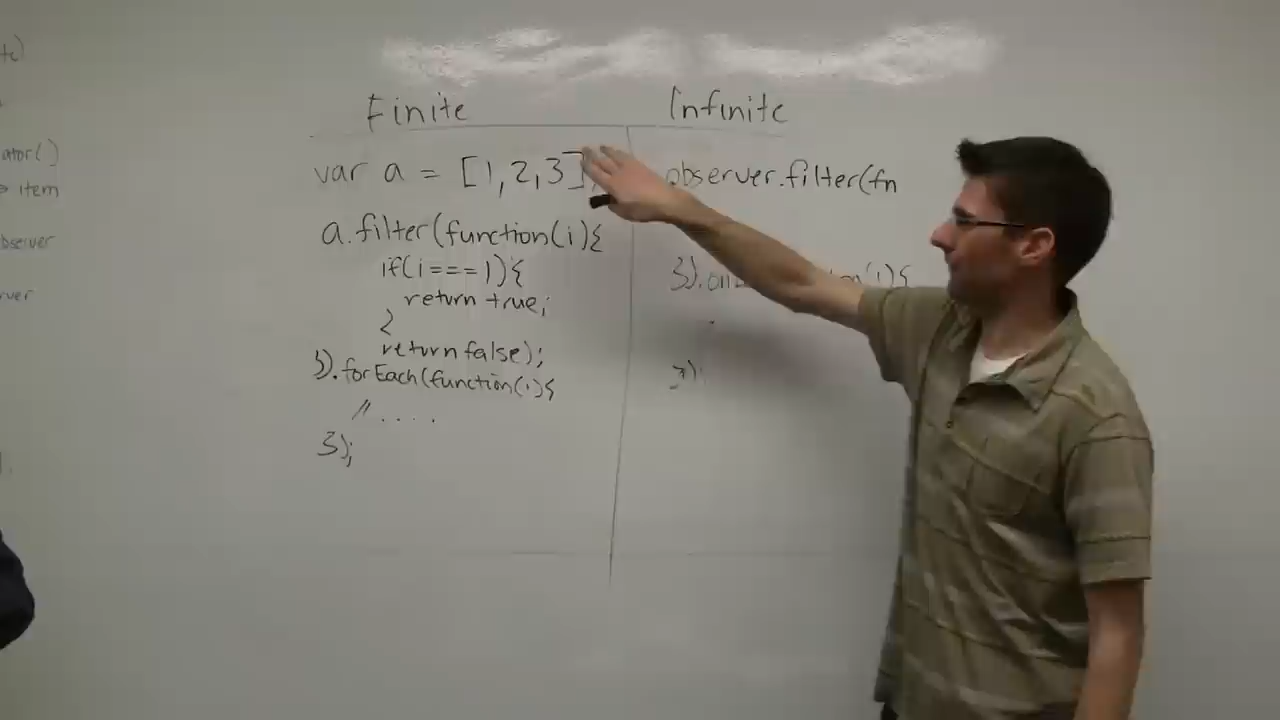 Finite
Infinite
var a = [1,2,3];
observer.filter(fn
a.filter(function(i){
if(i===1){
return true;
}
return false);
}).forEach(function(i){
// ....
});
}).on
(i){
});
ator()
item
bserver
rver